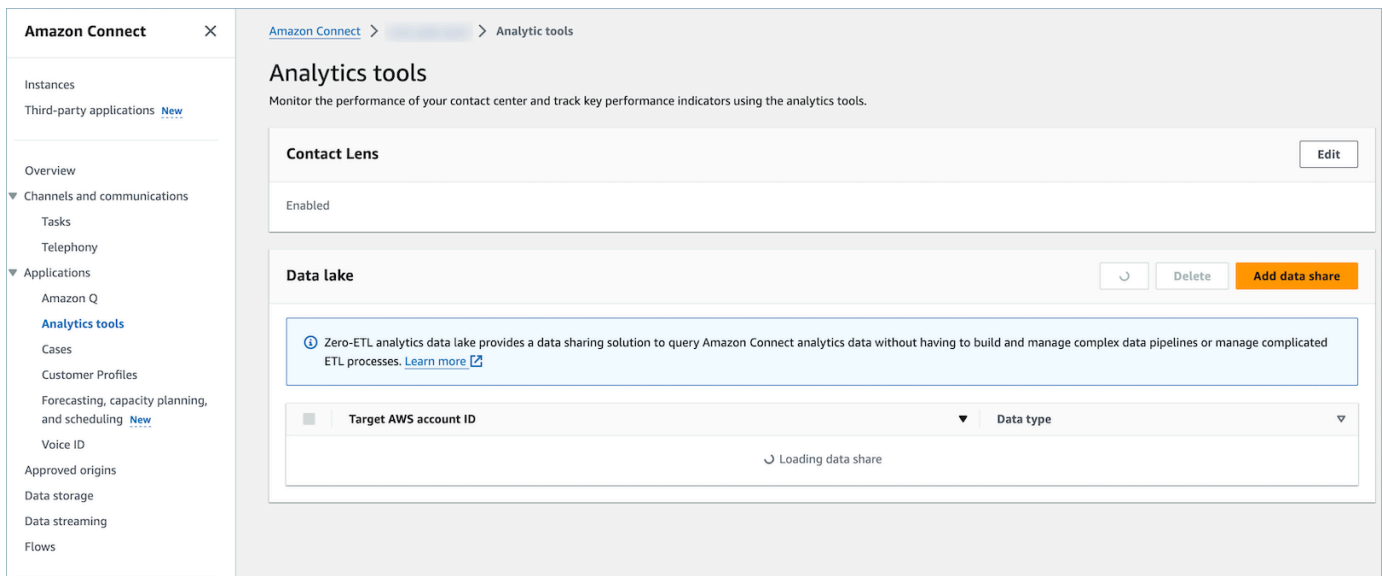 Amazon Connect
Instances
Third-party applications New
Overview
Channels and communications
Tasks
Telephony
Applications
Amazon Q
Analytics tools
Cases
Customer Profiles
Forecasting, capacity planning,
and scheduling New
Voice ID
Approved origins
Data storage
Data streaming
Flows
Amazon Connect > > Analytic tools
Analytics tools
Monitor the performance of your contact center and track key performance indicators using the analytics tools.
Contact Lens
Edit
Enabled
Data lake
Delete
Add data share
Zero-ETL analytics data lake provides a data sharing solution to query Amazon Connect analytics data without having to build and manage complex data pipelines or manage complicated
ETL processes. Learn more
Target AWS account ID
Data type
Loading data share